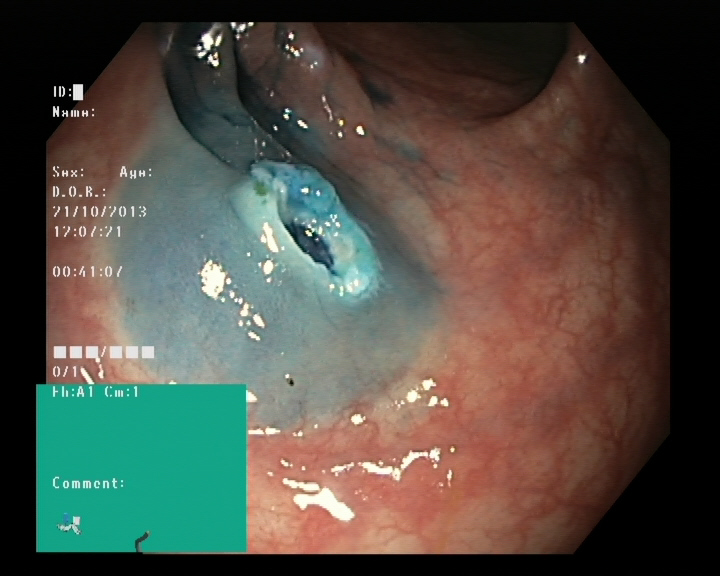 ID:
Name:
Sex: Age:
D.O.B.:
21/10/2013
12:07:21
00:41:07
■■■/■■■
0/1
Eh:A1 Cm:1
Comment: